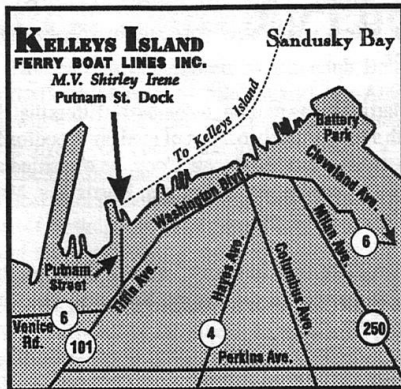 KELLEYS ISLAND
FERRY BOAT LINES INC.
M.V. Shirley Irene
Putnam St. Dock
Sandusky Bay
To Kelleys Island
Battery
Park
Cleveland Ave.
Washington Blvd.
Milan Ave.
6
Putnam
Street
Tiffin Ave.
Hayes Ave.
Columbus Ave.
Venice
Rd.
6
101
4
250
Perkins Ave.